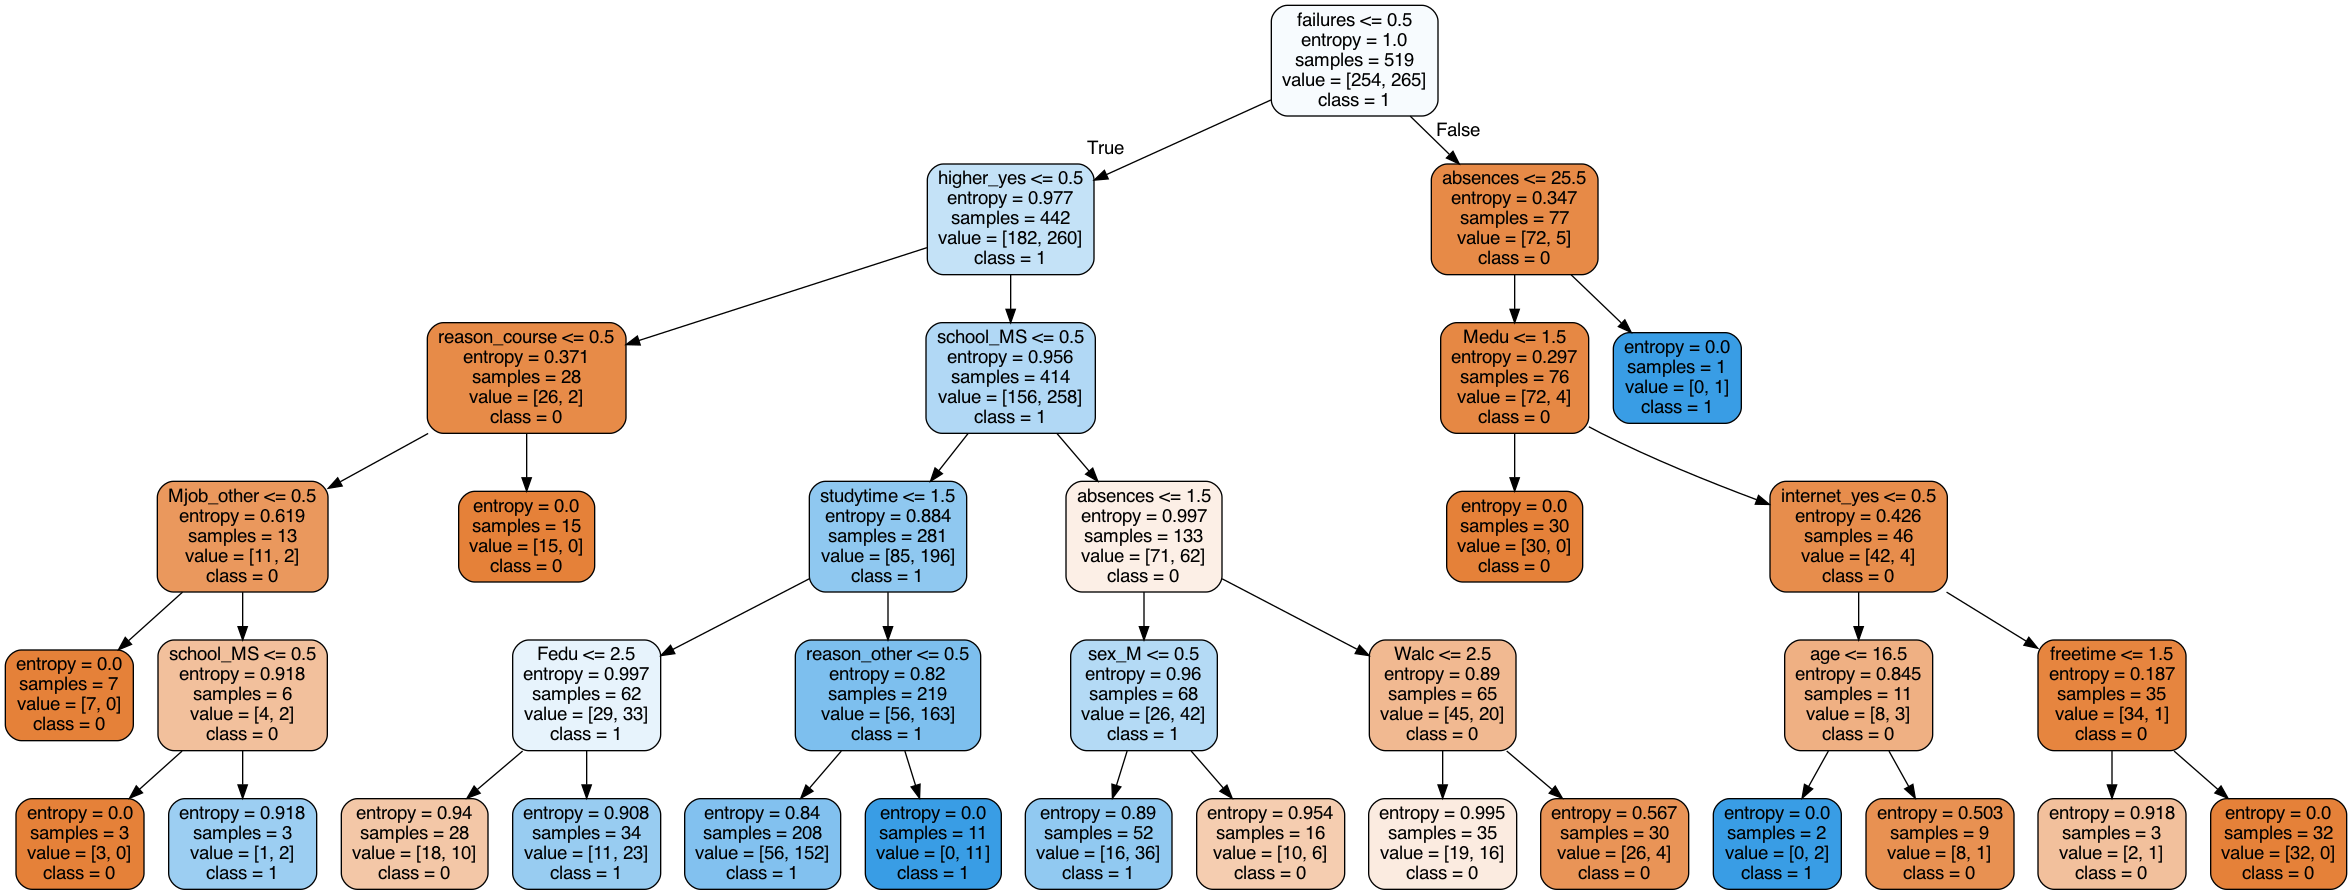 failures <= 0.5
entropy = 1.0
samples = 519
value = [254, 265]
class = 1
True
False
higher_yes <= 0.5
entropy = 0.977
samples = 442
value = [182, 260]
class = 1
absences <= 25.5
entropy = 0.347
samples = 77
value = [72, 5]
class = 0
reason_course <= 0.5
entropy = 0.371
samples = 28
value = [26, 2]
class = 0
school_MS <= 0.5
entropy = 0.956
samples = 414
value = [156, 258]
class = 1
Medu <= 1.5
entropy = 0.297
samples = 76
value = [72, 4]
class = 0
entropy = 0.0
samples = 1
value = [0, 1]
class = 1
Mjob_other <= 0.5
entropy = 0.619
samples = 13
value = [11, 2]
class = 0
entropy = 0.0
samples = 15
value = [15, 0]
class = 0
studytime <= 1.5
entropy = 0.884
samples = 281
value = [85, 196]
class = 1
absences <= 1.5
entropy = 0.997
samples = 133
value = [71, 62]
class = 0
entropy = 0.0
samples = 30
value = [30, 0]
class = 0
internet_yes <= 0.5
entropy = 0.426
samples = 46
value = [42, 4]
class = 0
entropy = 0.0
samples = 7
value = [7, 0]
class = 0
school_MS <= 0.5
entropy = 0.918
samples = 6
value = [4, 2]
class = 0
Fedu <= 2.5
entropy = 0.997
samples = 62
value = [29, 33]
class = 1
reason_other <= 0.5
entropy = 0.82
samples = 219
value = [56, 163]
class = 1
sex_M <= 0.5
entropy = 0.96
samples = 68
value = [26, 42]
class = 1
Walc <= 2.5
entropy = 0.89
samples = 65
value = [45, 20]
class = 0
age <= 16.5
entropy = 0.845
samples = 11
value = [8, 3]
class = 0
freetime <= 1.5
entropy = 0.187
samples = 35
value = [34, 1]
class = 0
entropy = 0.0
samples = 3
value = [3, 0]
class = 0
entropy = 0.918
samples = 3
value = [1, 2]
class = 1
entropy = 0.94
samples = 28
value = [18, 10]
class = 0
entropy = 0.908
samples = 34
value = [11, 23]
class = 1
entropy = 0.84
samples = 208
value = [56, 152]
class = 1
entropy = 0.0
samples = 11
value = [0, 11]
class = 1
entropy = 0.89
samples = 52
value = [16, 36]
class = 1
entropy = 0.954
samples = 16
value = [10, 6]
class = 0
entropy = 0.995
samples = 35
value = [19, 16]
class = 0
entropy = 0.567
samples = 30
value = [26, 4]
class = 0
entropy = 0.0
samples = 2
value = [0, 2]
class = 1
entropy = 0.503
samples = 9
value = [8, 1]
class = 0
entropy = 0.918
samples = 3
value = [2, 1]
class = 0
entropy = 0.0
samples = 32
value = [32, 0]
class = 0